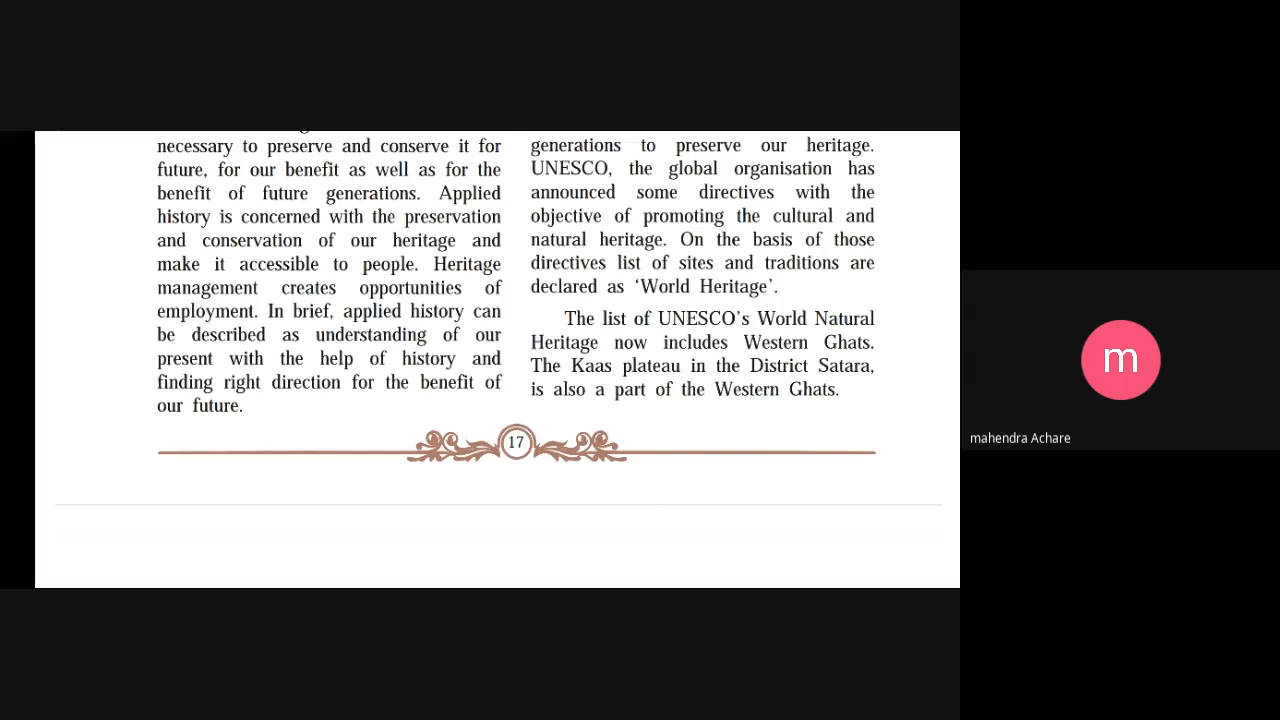 necessary to preserve and conserve it for
future, for our benefit as well as for the
benefit of future generations. Applied
history is concerned with the preservation
and conservation of our heritage and
make it accessible to people. Heritage
management creates opportunities of
employment. In brief, applied history can
be described as understanding of our
present with the help of history and
finding right direction for the benefit of
our future.
generations to preserve our heritage.
UNESCO, the global organisation has
announced some directives with the
objective of promoting the cultural and
natural heritage. On the basis of those
directives list of sites and traditions are
declared as ‘World Heritage’.
The list of UNESCO’s World Natural
Heritage now includes Western Ghats.
The Kaas plateau in the District Satara,
is also a part of the Western Ghats.
17
m
mahendra Achare